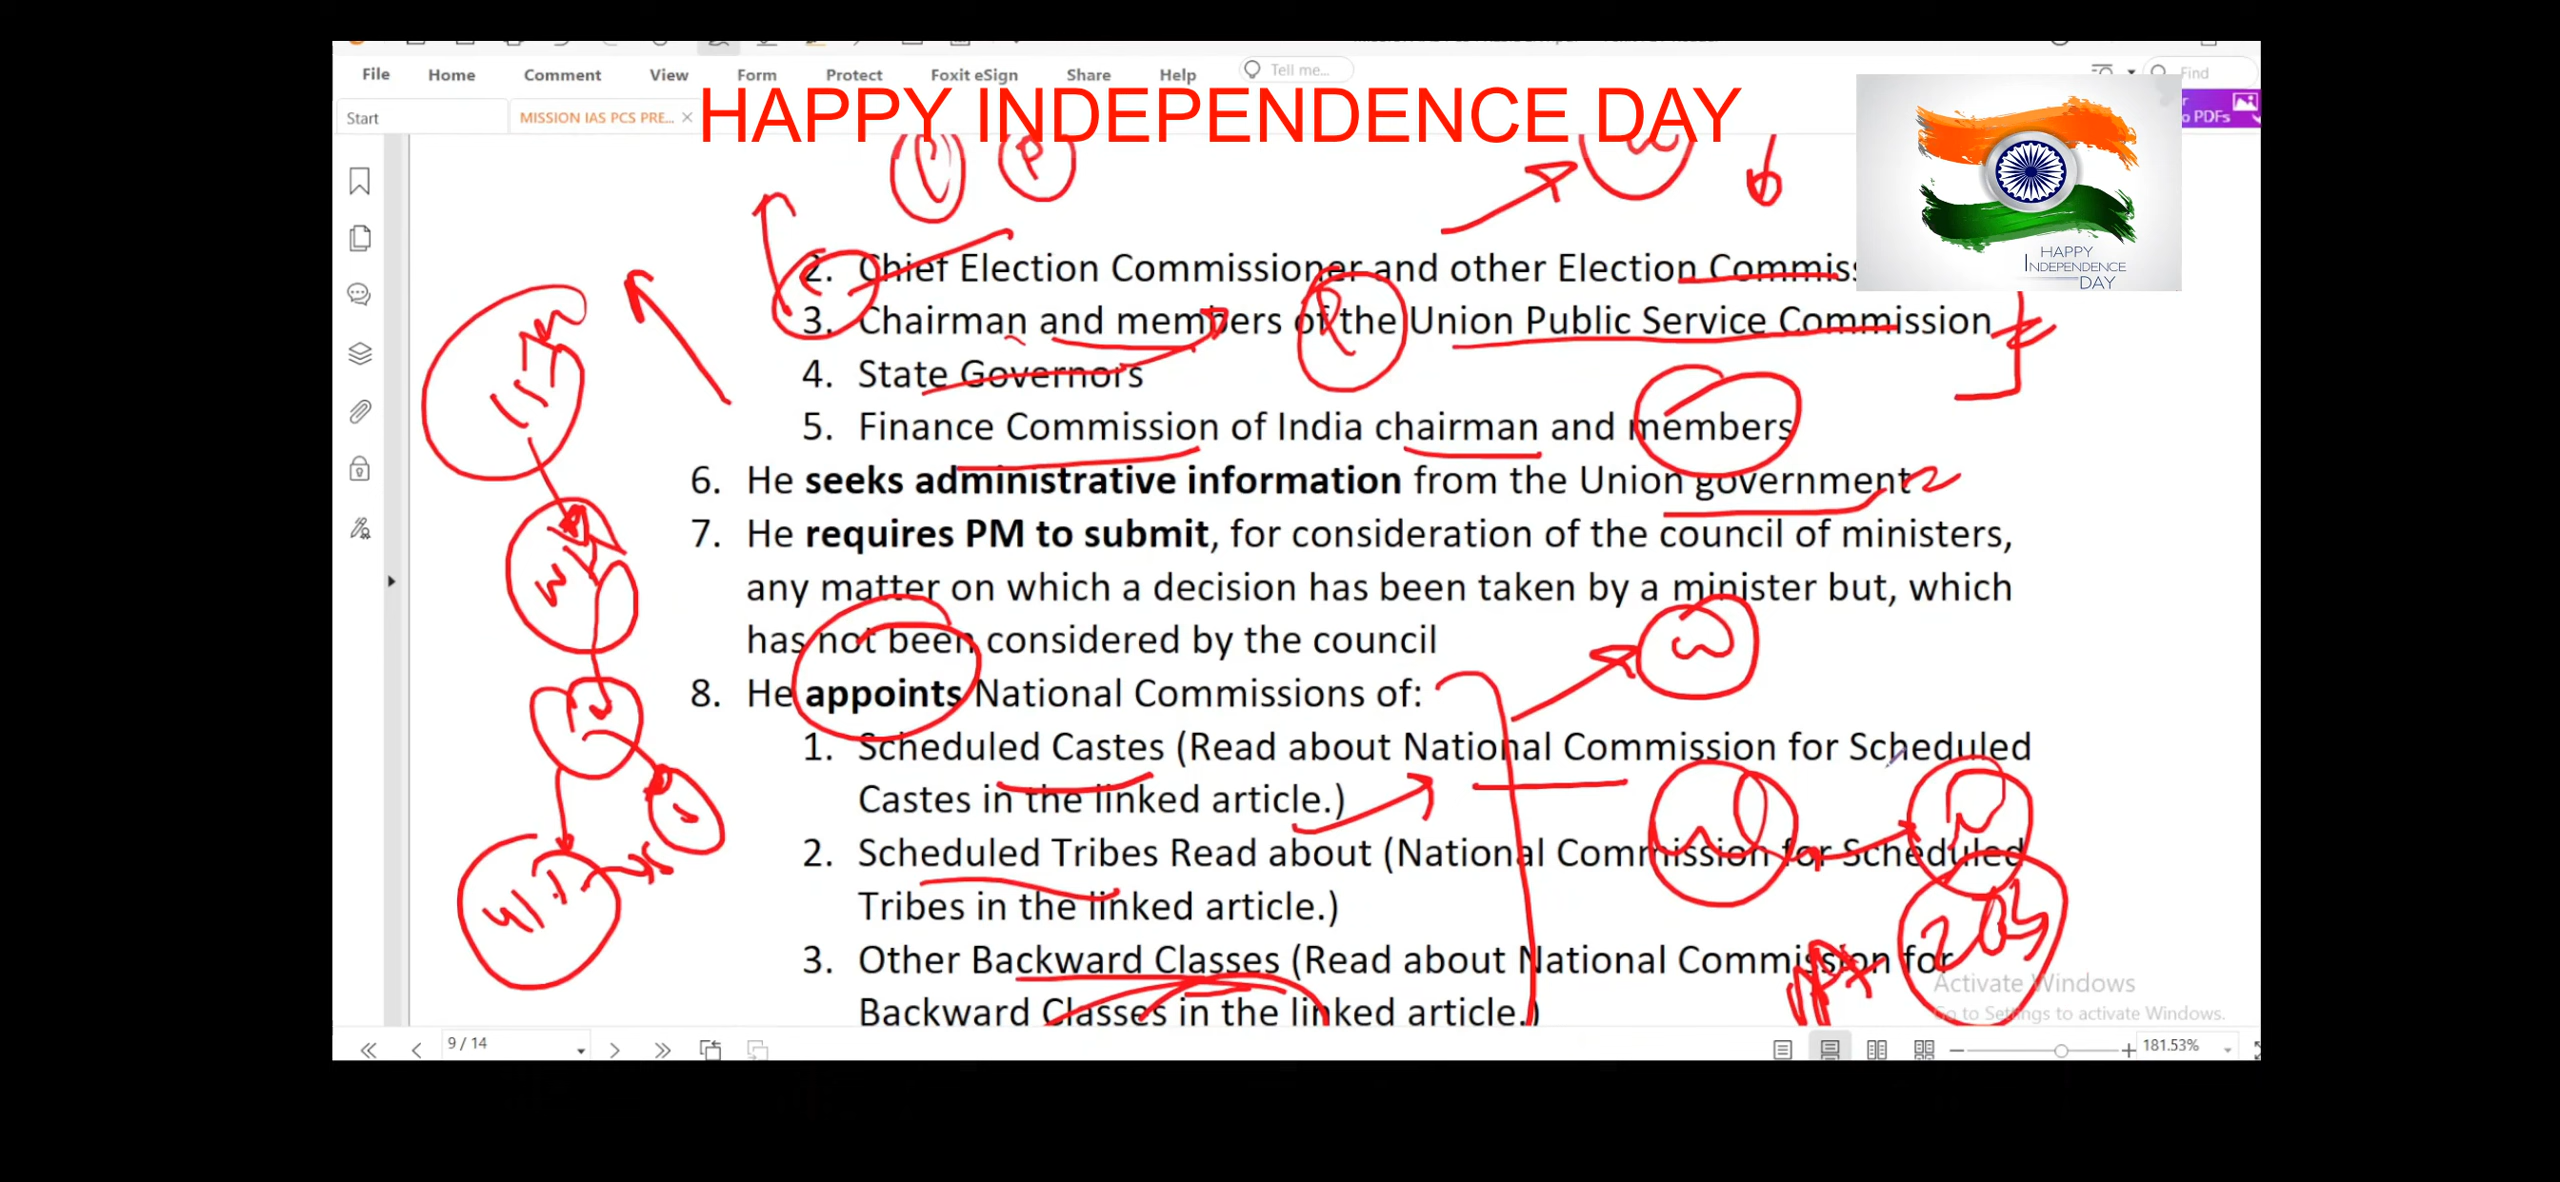 File Home Comment View Form Protect Foxit eSign Share Help Tell me... Find
HAPPY INDEPENDENCE DAY
Start MISSION IAS PCS PRE...
o PDFs
HAPPY
INDEPENDENCE
DAY
2. Chief Election Commissioner and other Election Commiss
3. Chairman and members of the Union Public Service Commission
4. State Governors
5. Finance Commission of India chairman and members
6. He seeks administrative information from the Union government
7. He requires PM to submit, for consideration of the council of ministers,
any matter on which a decision has been taken by a minister but, which
has not been considered by the council
8. He appoints National Commissions of:
1. Scheduled Castes (Read about National Commission for Scheduled
Castes in the linked article.)
2. Scheduled Tribes Read about (National Commission for Scheduled
Tribes in the linked article.)
3. Other Backward Classes (Read about National Commission for
Backward Classes in the linked article.)
Activate Windows
Go to Settings to activate Windows.
9 / 14
181.53%